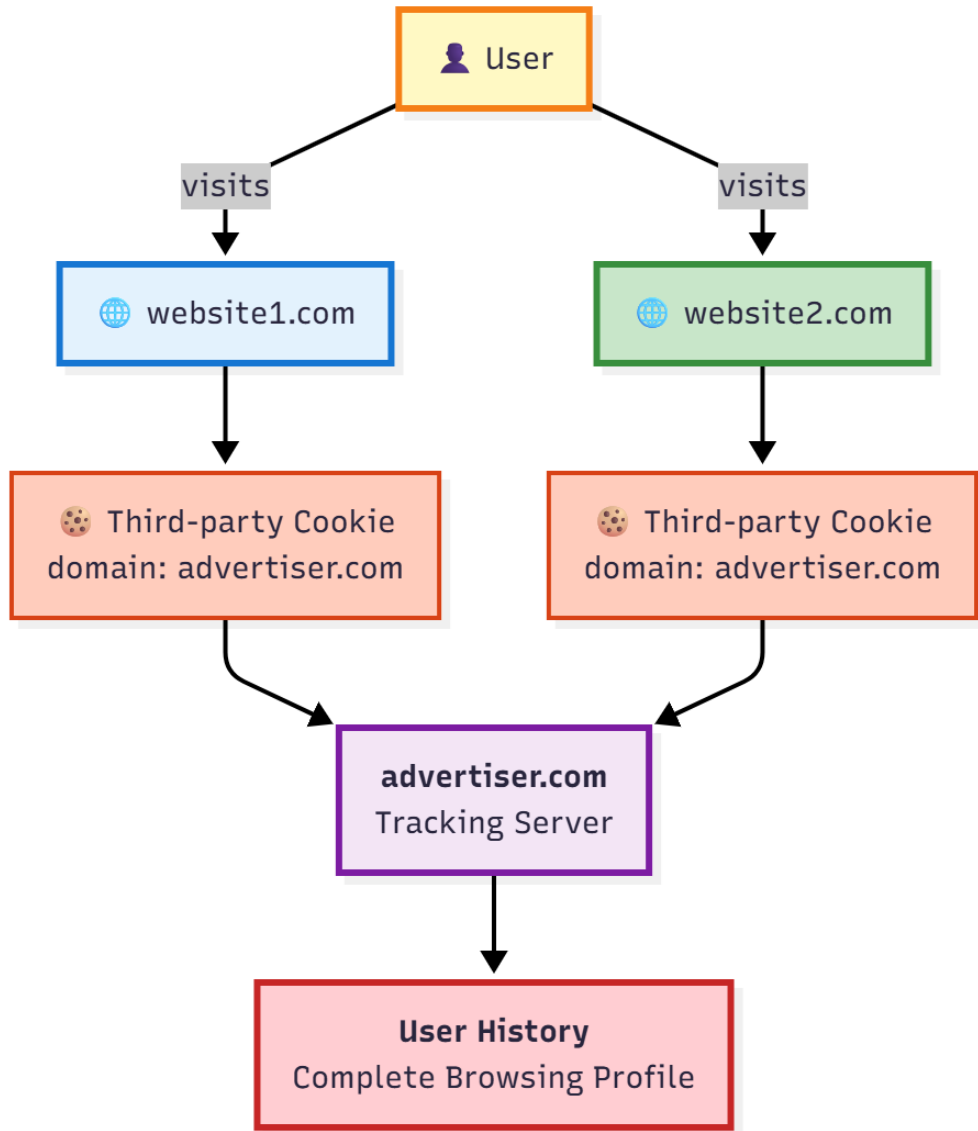 👤 User
visits
visits
🌐 website1.com
🌐 website2.com
🍪 Third-party Cookie
domain: advertiser.com
🍪 Third-party Cookie
domain: advertiser.com
advertiser.com
Tracking Server
User History
Complete Browsing Profile